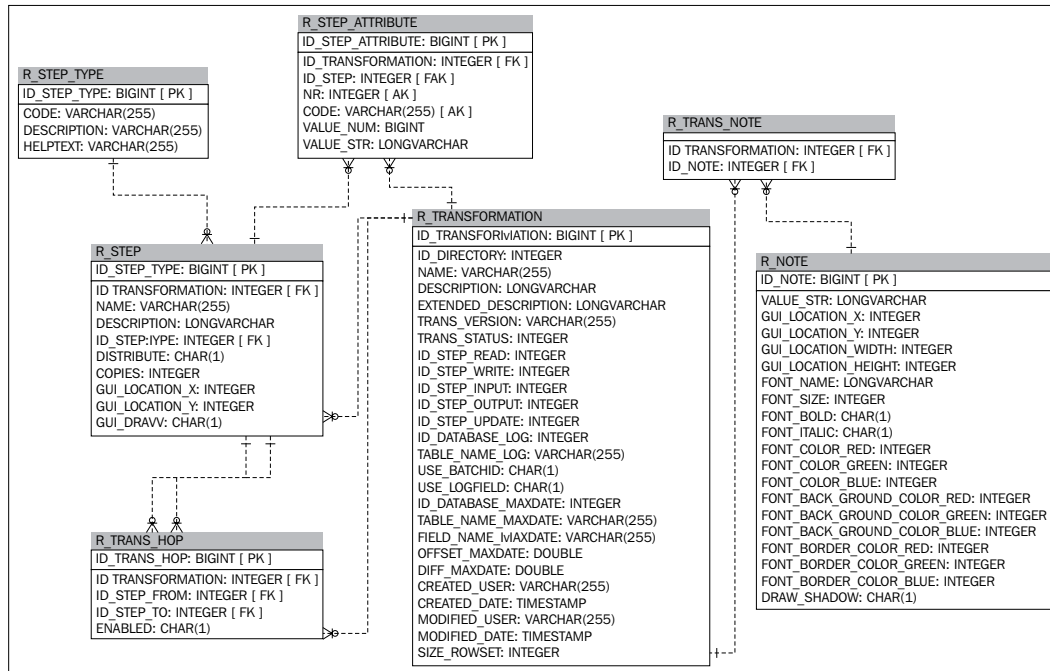 R_STEP_ATTRIBUTE
ID_STEP_ATTRIBUTE: BIGINT [ PK ]
ID_TRANSFORMATION: INTEGER [ FK ]
ID_STEP: INTEGER [ FAK ]
NR: INTEGER [ AK ]
CODE: VARCHAR(255) [ AK ]
VALUE_NUM: BIGINT
VALUE_STR: LONGVARCHAR
R_STEP_TYPE
ID_STEP_TYPE: BIGINT [ PK ]
CODE: VARCHAR(255)
DESCRIPTION: VARCHAR(255)
HELPTEXT: VARCHAR(255)
R_TRANS_NOTE
ID TRANSFORMATION: INTEGER [ FK ]
ID_NOTE: INTEGER [ FK ]
R_STEP
ID_STEP_TYPE: BIGINT [ PK ]
ID TRANSFORMATION: INTEGER [ FK ]
NAME: VARCHAR(255)
DESCRIPTION: LONGVARCHAR
ID_STEP:IYPE: INTEGER [ FK ]
DISTRIBUTE: CHAR(1)
COPIES: INTEGER
GUI_LOCATION_X: INTEGER
GUI_LOCATION_Y: INTEGER
GUI_DRAVV: CHAR(1)
R_TRANSFORMATION
ID_TRANSFORIvIATION: BIGINT [ PK ]
ID_DIRECTORY: INTEGER
NAME: VARCHAR(255)
DESCRIPTION: LONGVARCHAR
EXTENDED_DESCRIPTION: LONGVARCHAR
TRANS_VERSION: VARCHAR(255)
TRANS_STATUS: INTEGER
ID_STEP_READ: INTEGER
ID_STEP_WRITE: INTEGER
ID_STEP_INPUT: INTEGER
ID_STEP_OUTPUT: INTEGER
ID_STEP_UPDATE: INTEGER
ID_DATABASE_LOG: INTEGER
TABLE_NAME_LOG: VARCHAR(255)
USE_BATCHID: CHAR(1)
USE_LOGFIELD: CHAR(1)
ID_DATABASE_MAXDATE: INTEGER
TABLE_NAME_MAXDATE: VARCHAR(255)
FIELD_NAME_IvIAXDATE: VARCHAR(255)
OFFSET_MAXDATE: DOUBLE
DIFF_MAXDATE: DOUBLE
CREATED_USER: VARCHAR(255)
CREATED_DATE: TIMESTAMP
MODIFIED_USER: VARCHAR(255)
MODIFIED_DATE: TIMESTAMP
SIZE_ROWSET: INTEGER
R_NOTE
ID_NOTE: BIGINT [ PK ]
VALUE_STR: LONGVARCHAR
GUI_LOCATION_X: INTEGER
GUI_LOCATION_Y: INTEGER
GUI_LOCATION_WIDTH: INTEGER
GUI_LOCATION_HEIGHT: INTEGER
FONT_NAME: LONGVARCHAR
FONT_SIZE: INTEGER
FONT_BOLD: CHAR(1)
FONT_ITALIC: CHAR(1)
FONT_COLOR_RED: INTEGER
FONT_COLOR_GREEN: INTEGER
FONT_COLOR_BLUE: INTEGER
FONT_BACK_GROUND_COLOR_RED: INTEGER
FONT_BACK_GROUND_COLOR_GREEN: INTEGER
FONT_BACK_GROUND_COLOR_BLUE: INTEGER
FONT_BORDER_COLOR_RED: INTEGER
FONT_BORDER_COLOR_GREEN: INTEGER
FONT_BORDER_COLOR_BLUE: INTEGER
DRAW_SHADOW: CHAR(1)
R_TRANS_HOP
ID_TRANS_HOP: BIGINT [ PK ]
ID TRANSFORMATION: INTEGER [ FK ]
ID_STEP_FROM: INTEGER [ FK ]
ID_STEP_TO: INTEGER [ FK ]
ENABLED: CHAR(1)